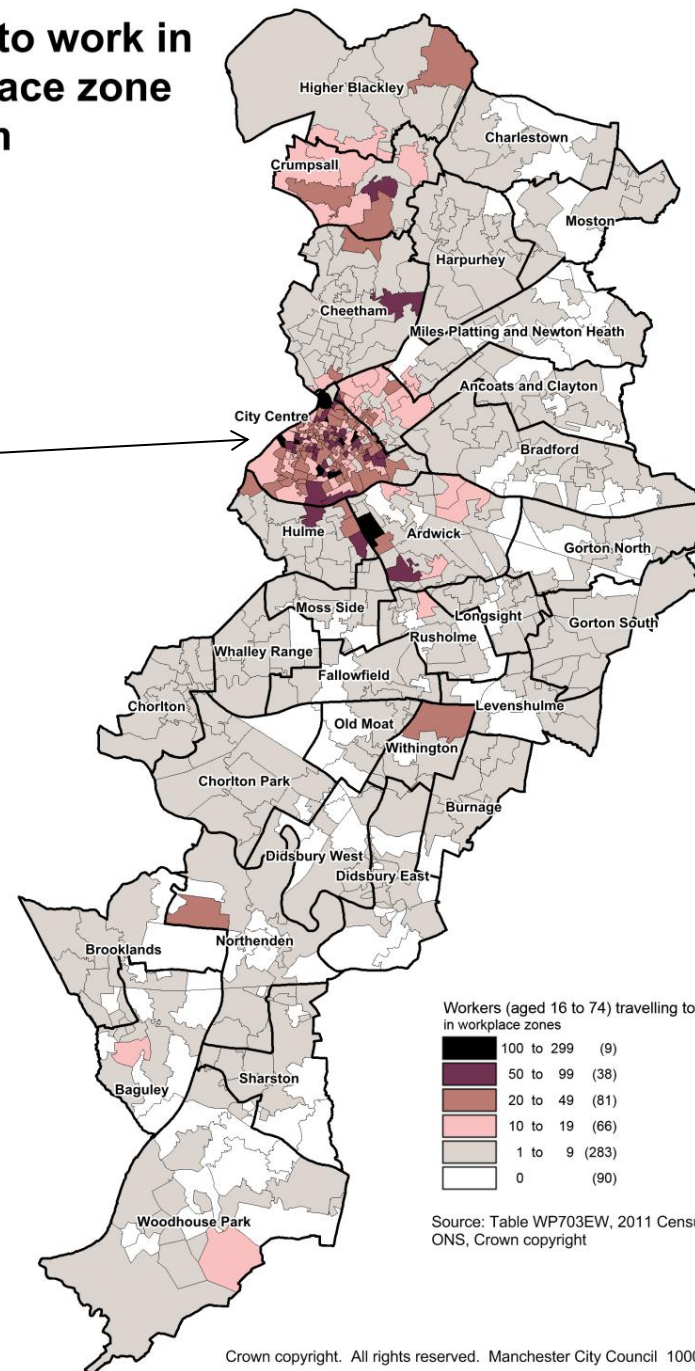 to work in
lace zone
Higher Blackley
Charlestown
Crumpsall
Moston
Harpurhey
Cheetham
Miles Platting and Newton Heath
Ancoats and Clayton
City Centre
Bradford
Hulme
Ardwick
Gorton North
Moss Side
Longsight
Gorton South
Rusholme
Whalley Range
Fallowfield
Chorlton
Levenshulme
Old Moat
Withington
Chorlton Park
Burnage
Didsbury West
Didsbury East
Brooklands
Northenden
Baguley
Sharston
Woodhouse Park
Workers (aged 16 to 74) travelling to
in workplace zones
100 to 299 (9)
50 to 99 (38)
20 to 49 (81)
10 to 19 (66)
1 to 9 (283)
0 (90)
Source: Table WP703EW, 2011 Censu
ONS, Crown copyright
Crown copyright. All rights reserved. Manchester City Council 100